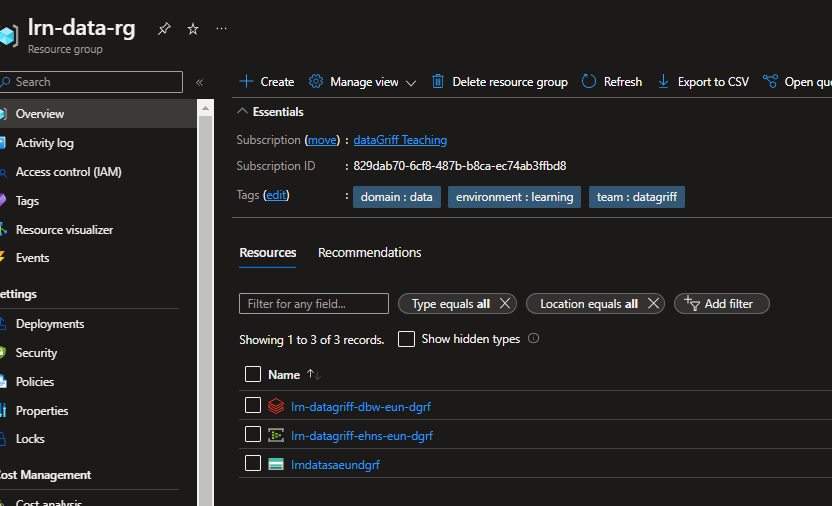 lrn-data-rg
Resource group
Search
Overview
Activity log
Access control (IAM)
Tags
Resource visualizer
Events
ettings
Deployments
Security
Policies
Properties
Locks
Cost Management
Cost analysis
Create Manage view Delete resource group Refresh Export to CSV Open que
Essentials
Subscription (move) : dataGriff Teaching
Subscription ID : 829dab70-6cf8-487b-b8ca-ec74ab3ffbd8
Tags (edit) : domain : data environment : learning team : datagriff
Resources Recommendations
Filter for any field... Type equals all Location equals all Add filter
Showing 1 to 3 of 3 records. Show hidden types
Name
lrn-datagriff-dbw-eun-dgrf
lrn-datagriff-ehns-eun-dgrf
lrndatasaeundgrf